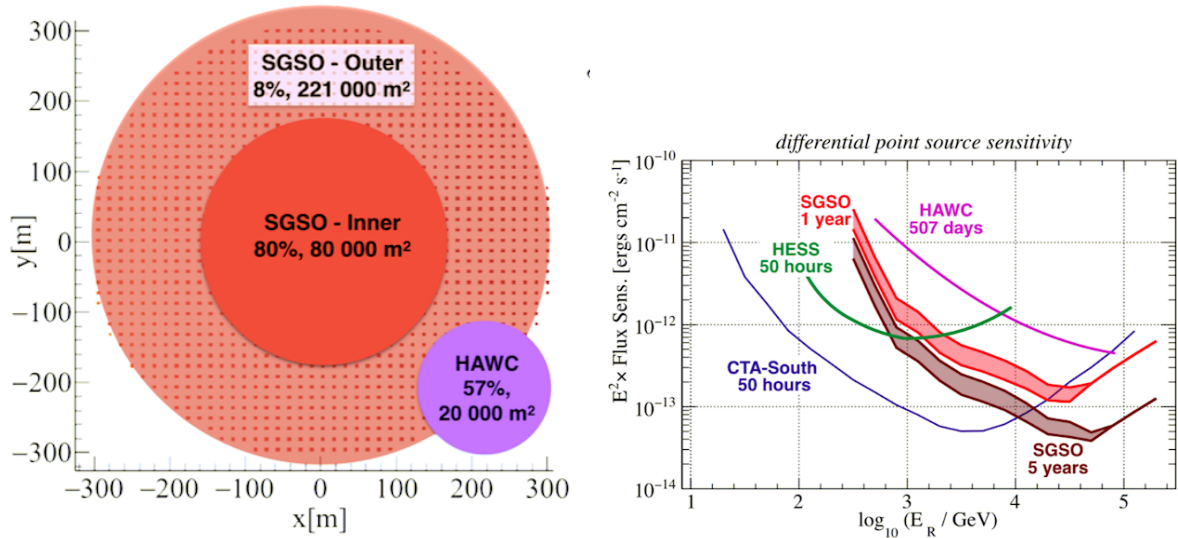 SGSO - Outer
8%, 221 000 m²
SGSO - Inner
80%, 80 000 m²
HAWC
57%,
20 000 m²
y[m]
300
200
100
0
−100
−200
−300
−300 −200 −100 0 100 200 300
x[m]
differential point source sensitivity
E² × Flux Sens. [ergs cm⁻² s⁻¹]
10⁻¹⁰
10⁻¹¹
10⁻¹²
10⁻¹³
10⁻¹⁴
SGSO
1 year
HAWC
507 days
HESS
50 hours
CTA-South
50 hours
SGSO
5 years
1 2 3 4 5
log₁₀ (E_R / GeV)